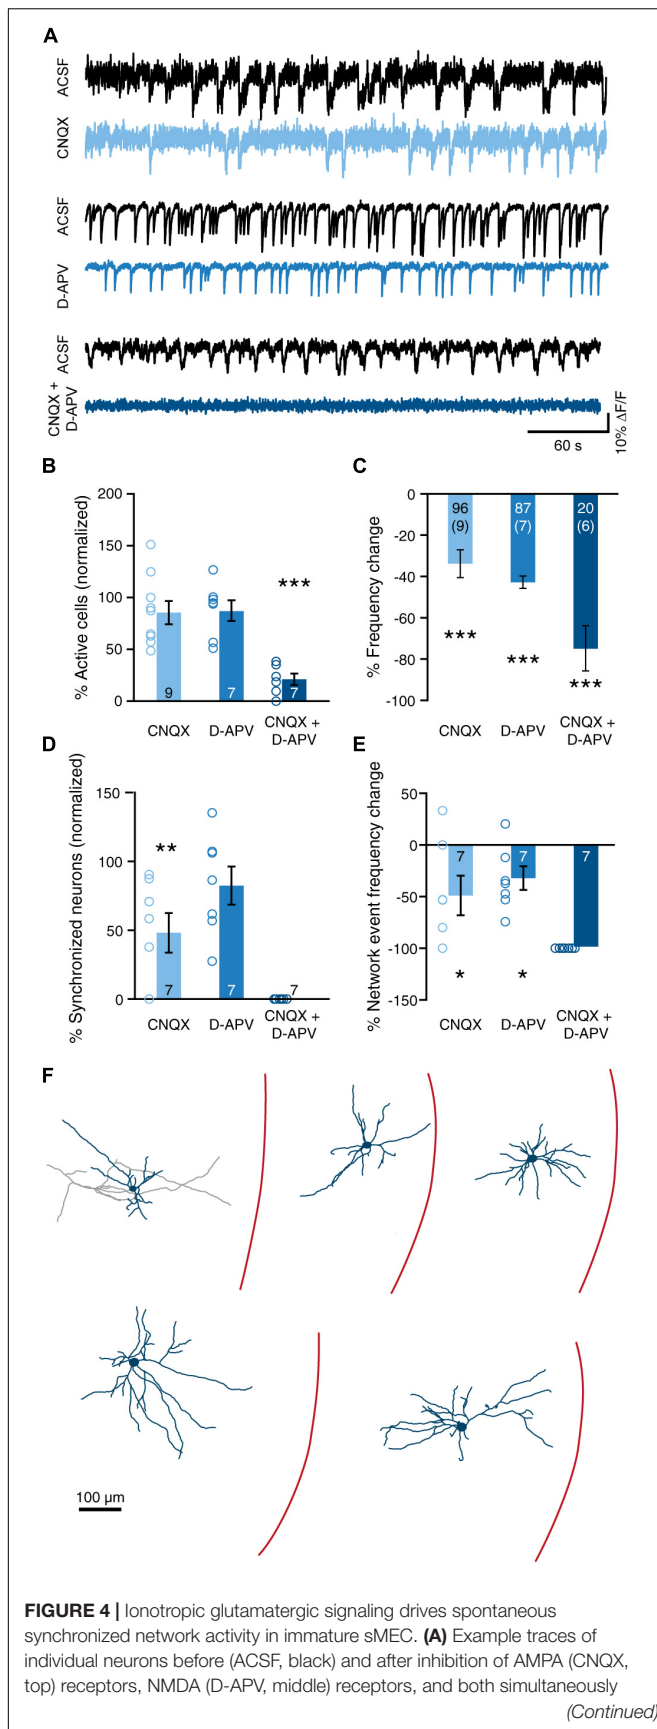 A
ACSF
CNQX
ACSF
D-APV
ACSF
CNQX +
D-APV
60 s
10% ΔF/F
B
% Active cells (normalized)
200
150
100
50
0
***
9
7
7
CNQX
D-APV
CNQX +
D-APV
C
% Frequency change
0
-20
-40
-60
-80
-100
96
(9)
87
(7)
20
(6)
***
***
***
CNQX
D-APV
CNQX +
D-APV
D
% Synchronized neurons (normalized)
150
100
50
0
**
7
7
7
CNQX
D-APV
CNQX +
D-APV
E
% Network event frequency change
50
0
-50
-100
-150
7
7
7
*
*
CNQX
D-APV
CNQX +
D-APV
F
100 µm
FIGURE 4 | Ionotropic glutamatergic signaling drives spontaneous
synchronized network activity in immature sMEC. (A) Example traces of
individual neurons before (ACSF, black) and after inhibition of AMPA (CNQX,
top) receptors, NMDA (D-APV, middle) receptors, and both simultaneously
(Continued)